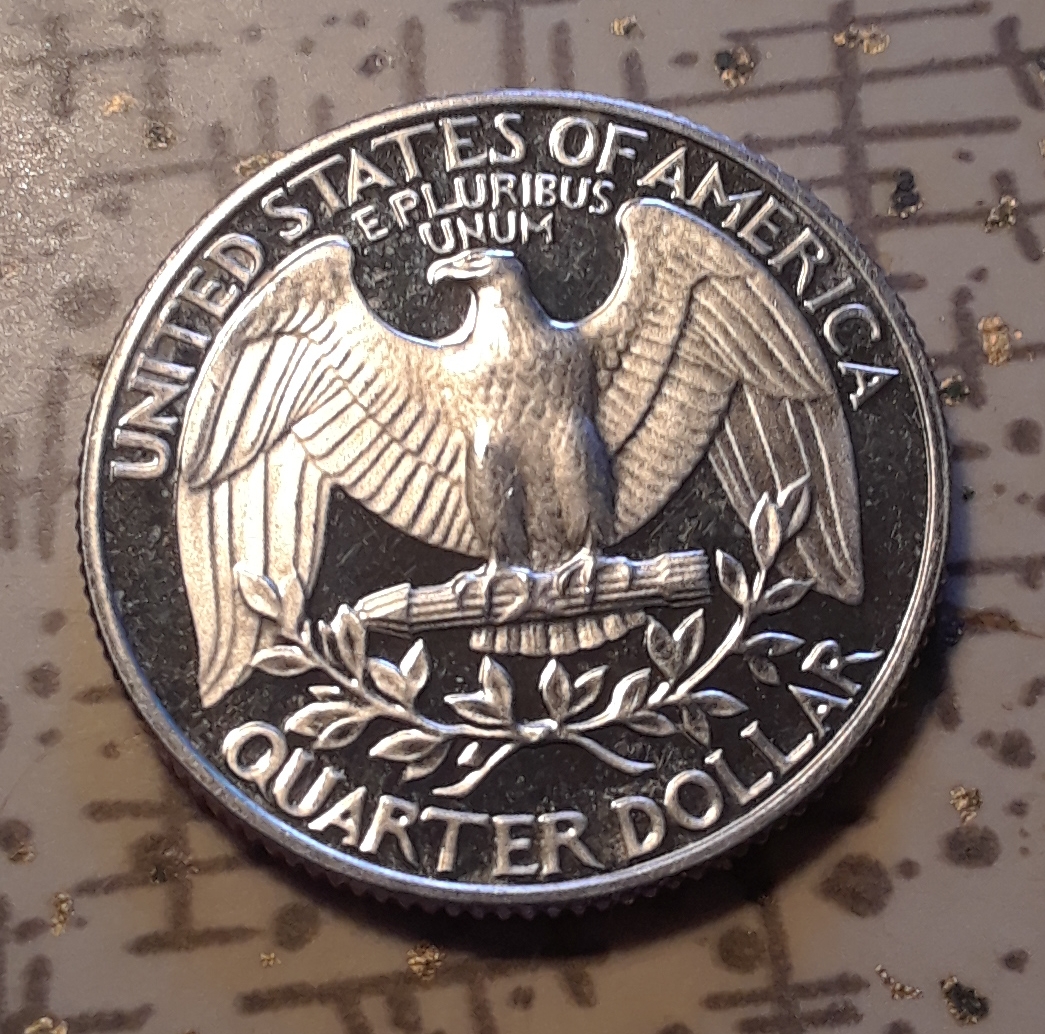 UNITED STATES OF AMERICA
E PLURIBUS
UNUM
QUARTER DOLLAR